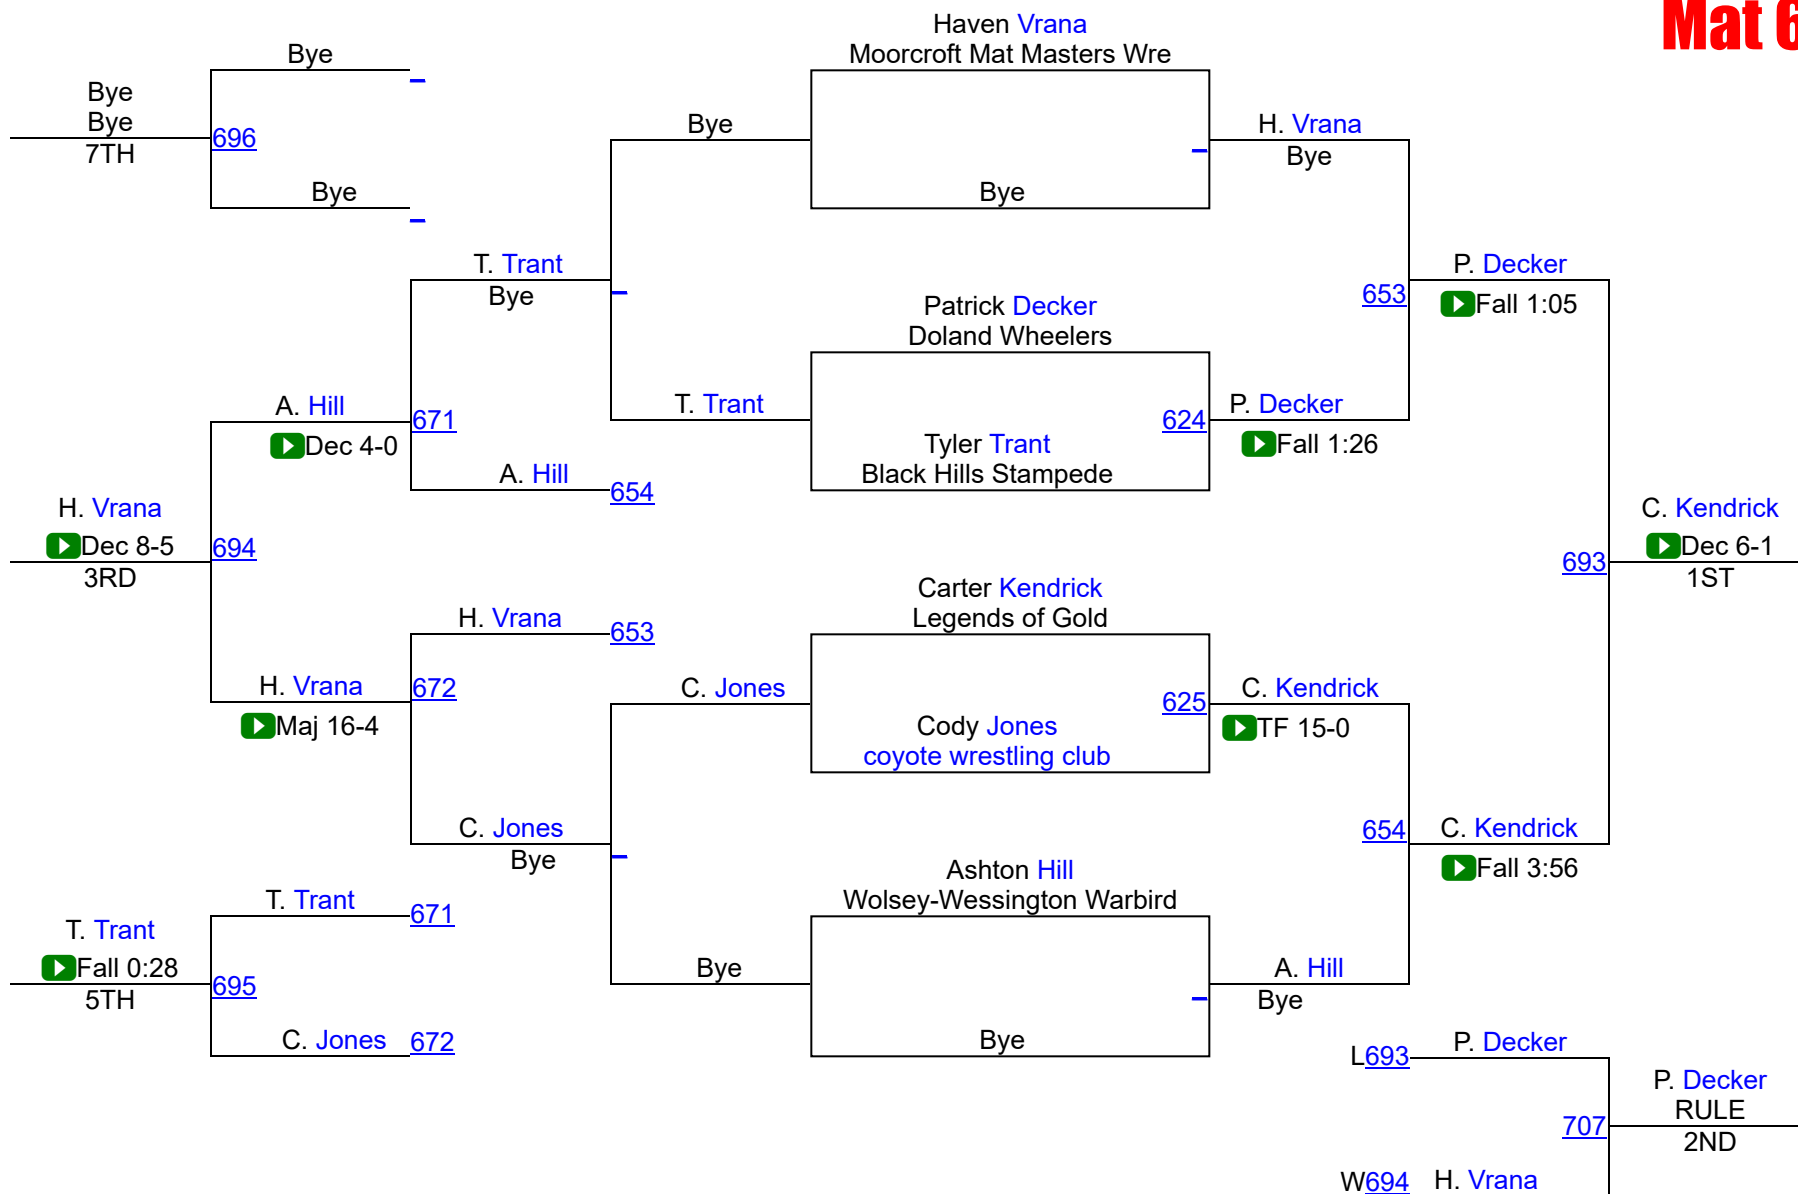 Mat 6
Haven Vrana
Moorcroft Mat Masters Wre
Bye
Bye
Bye
7TH
696
Bye
Bye
H. Vrana
Bye
Bye
Bye
T. Trant
Bye
P. Decker
653
Fall 1:05
Patrick Decker
Doland Wheelers
A. Hill
671
Dec 4-0
T. Trant
624
P. Decker
Fall 1:26
Tyler Trant
Black Hills Stampede
A. Hill
654
H. Vrana
Dec 8-5
694
3RD
C. Kendrick
Dec 6-1
693
1ST
Carter Kendrick
Legends of Gold
H. Vrana
653
H. Vrana
672
Maj 16-4
C. Jones
625
C. Kendrick
TF 15-0
Cody Jones
coyote wrestling club
C. Jones
Bye
654
C. Kendrick
Fall 3:56
Ashton Hill
Wolsey-Wessington Warbird
T. Trant
671
T. Trant
Fall 0:28
695
5TH
Bye
A. Hill
Bye
C. Jones
672
Bye
L693
P. Decker
P. Decker
RULE
707
2ND
W694
H. Vrana